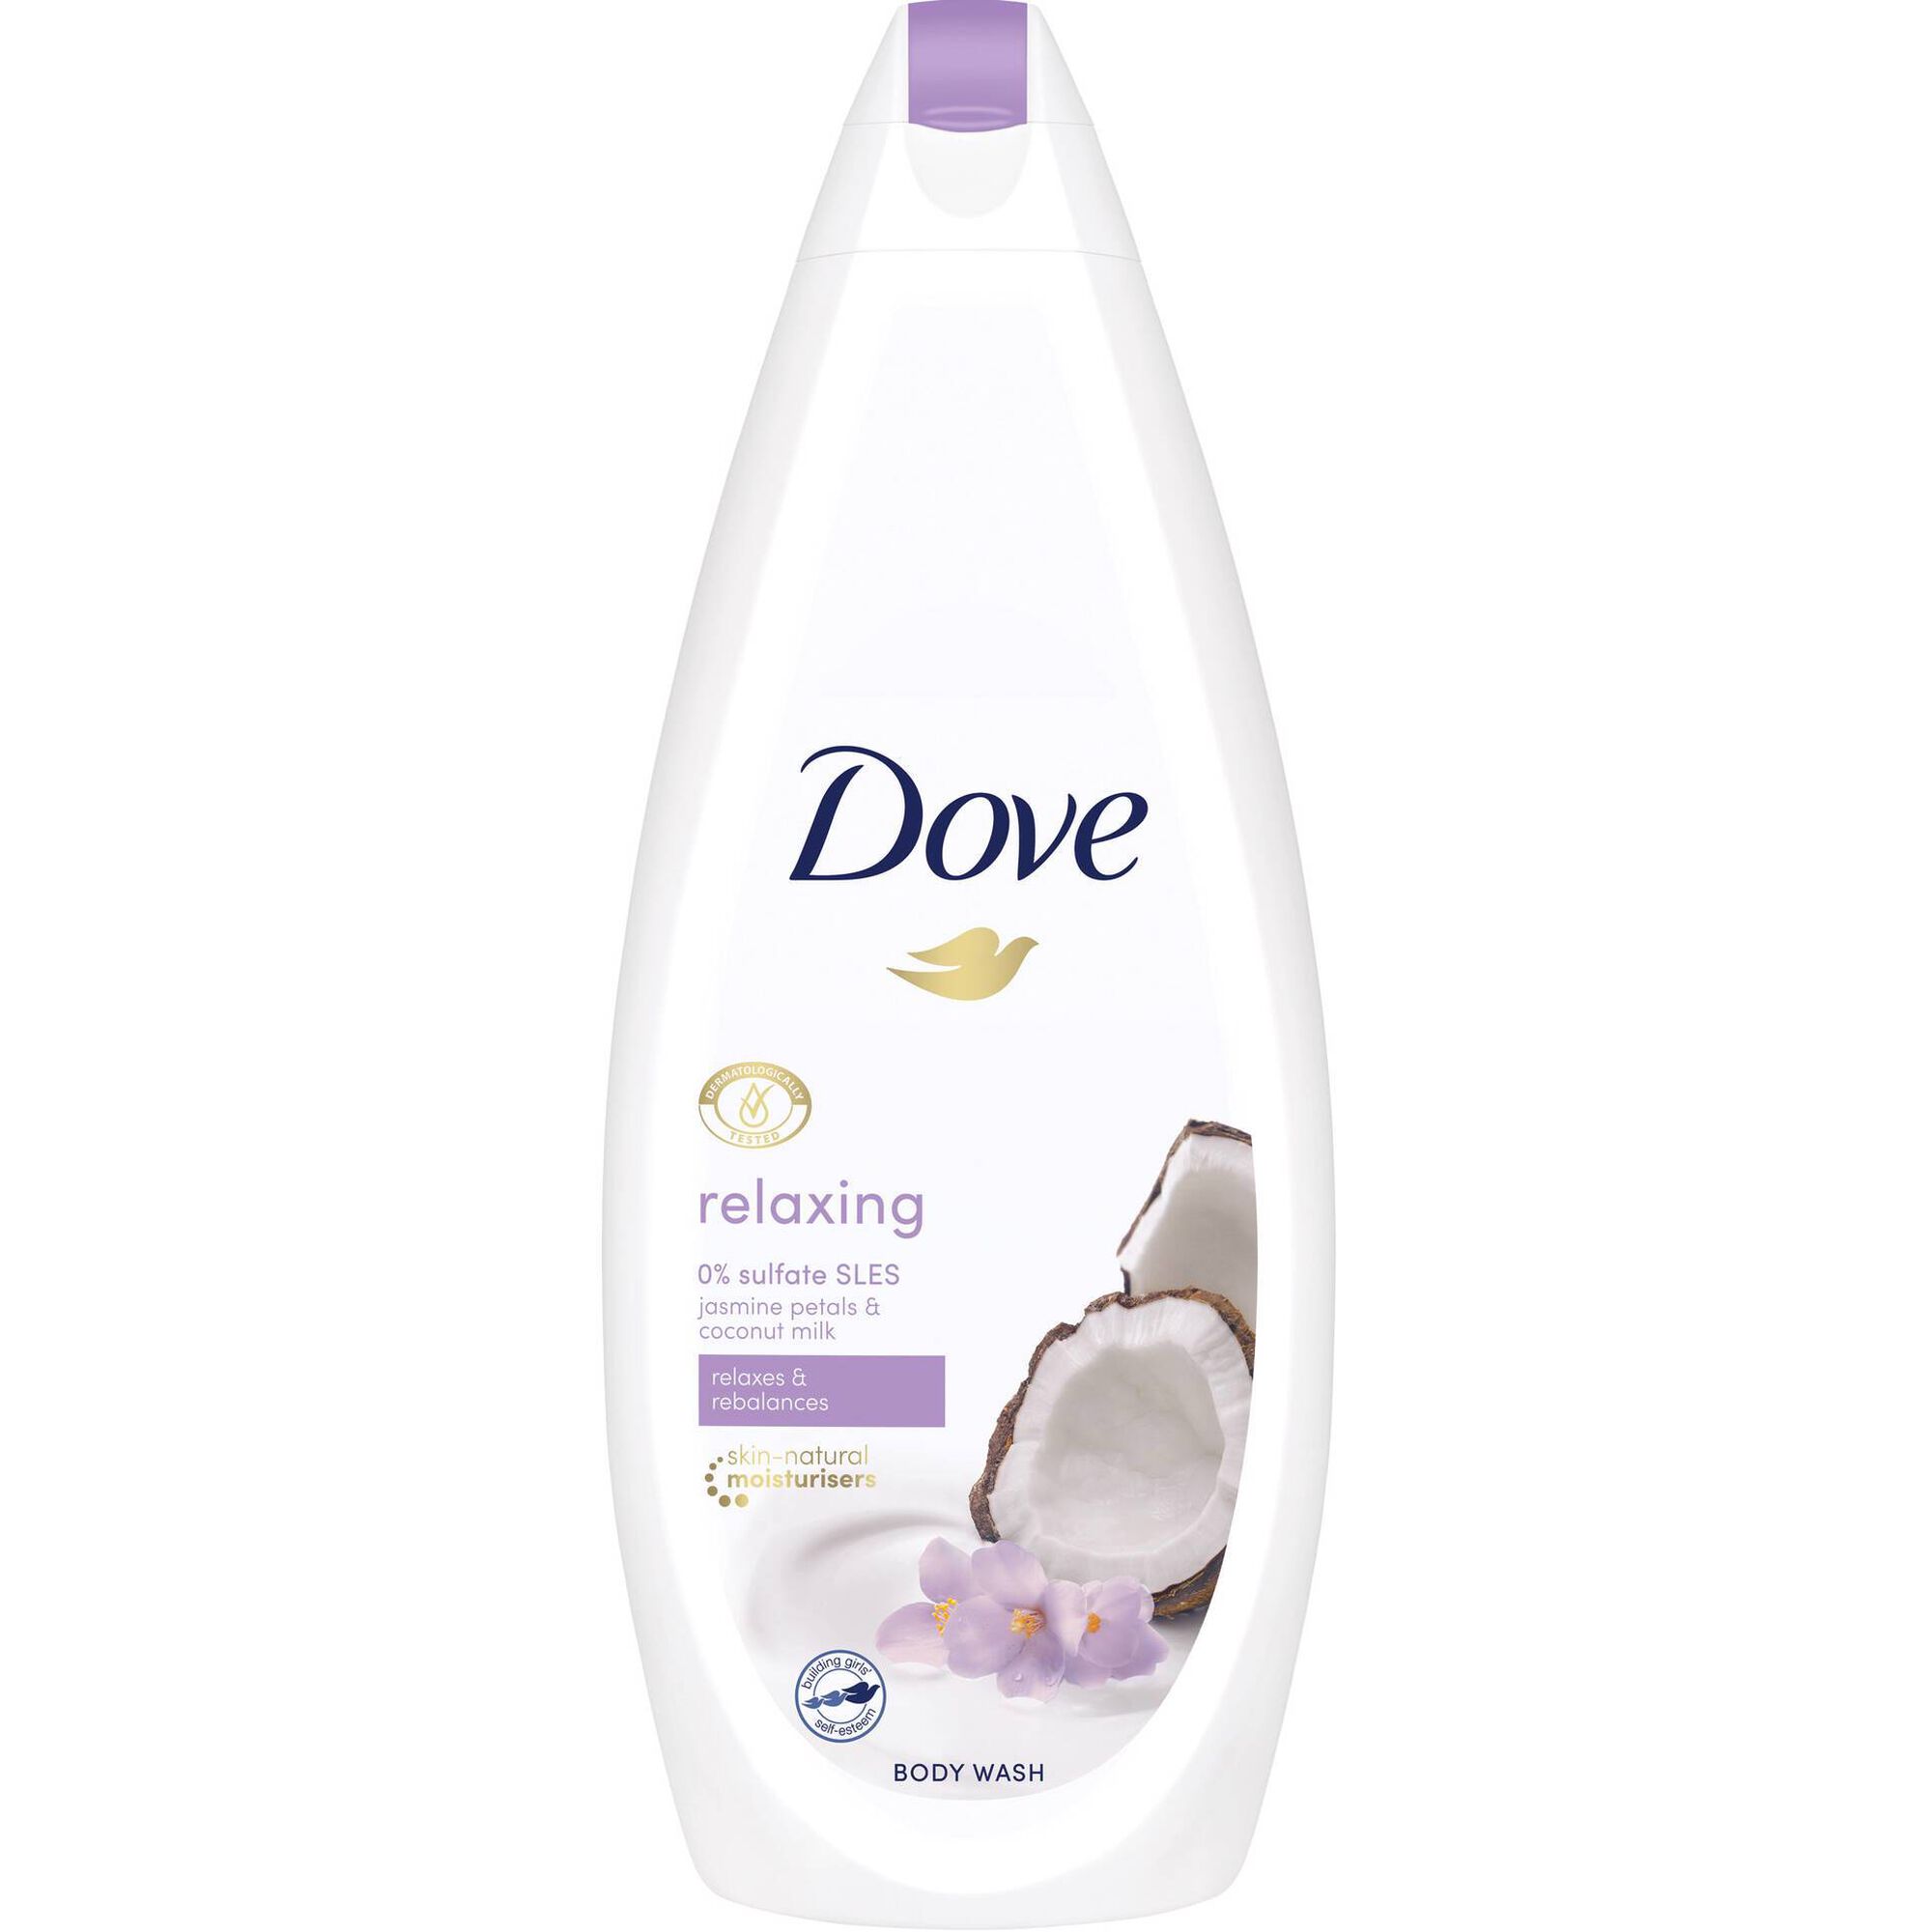 Dove
DERMATOLOGICALLY
TESTED
relaxing
0% sulfate SLES
jasmine petals &
coconut milk
relaxes &
rebalances
skin-natural
moisturisers
building girls'
self-esteem
BODY WASH